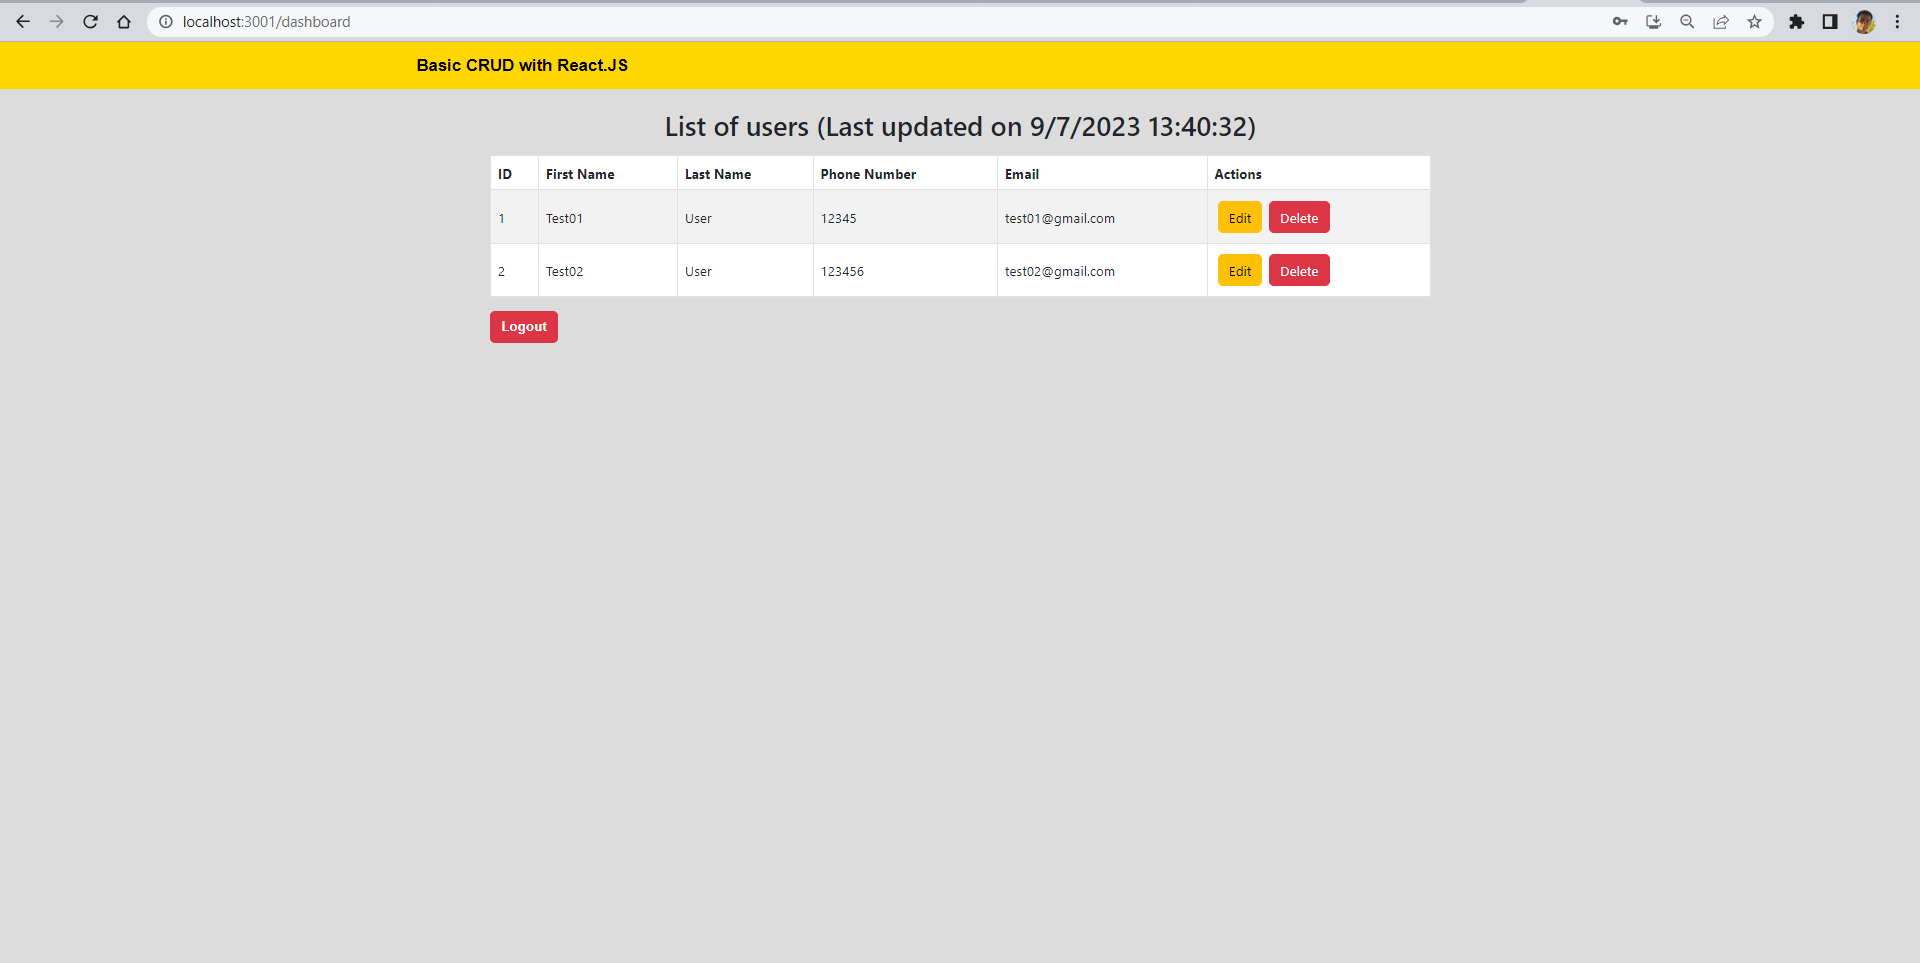 localhost:3001/dashboard
Basic CRUD with React.JS
List of users (Last updated on 9/7/2023 13:40:32)
ID First Name Last Name Phone Number Email Actions
1 Test01 User 12345 test01@gmail.com Edit Delete
2 Test02 User 123456 test02@gmail.com Edit Delete
Logout